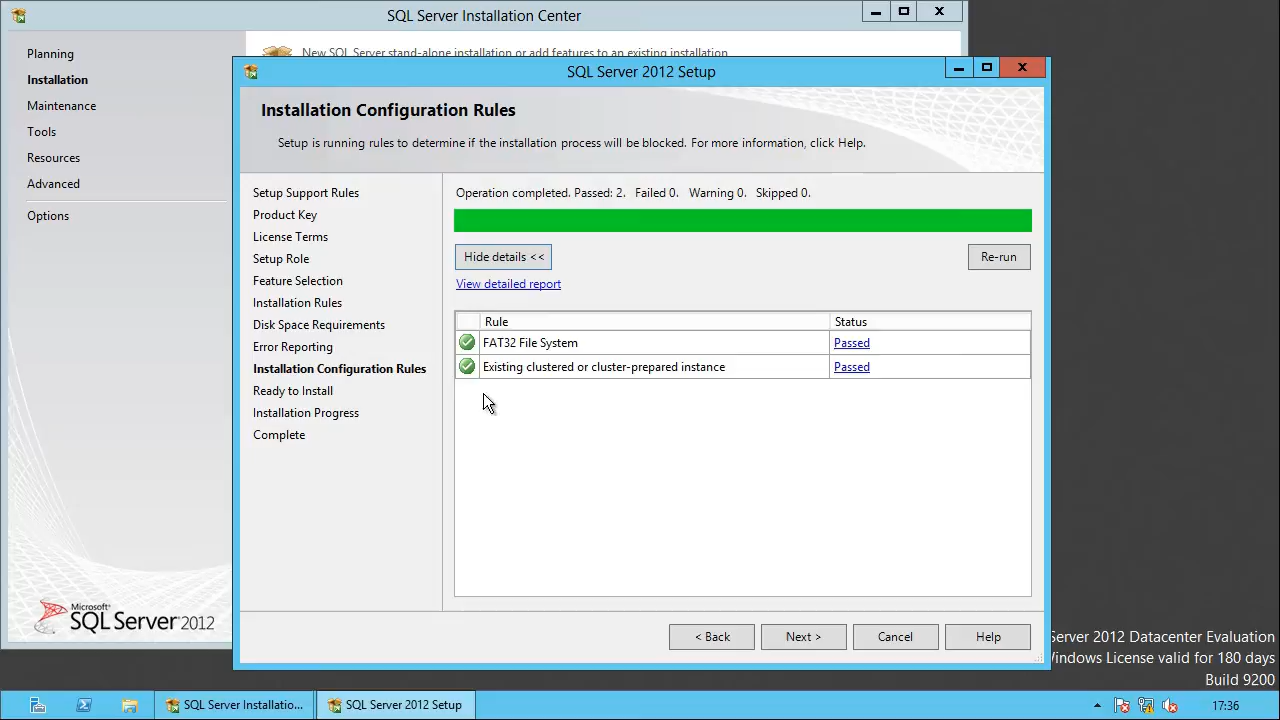 SQL Server Installation Center
Planning
Installation
Maintenance
Tools
Resources
Advanced
Options
New SQL Server stand-alone installation or add features to an existing installation
SQL Server 2012 Setup
Installation Configuration Rules
Setup is running rules to determine if the installation process will be blocked. For more information, click Help.
Setup Support Rules
Product Key
License Terms
Setup Role
Feature Selection
Installation Rules
Disk Space Requirements
Error Reporting
Installation Configuration Rules
Ready to Install
Installation Progress
Complete
Operation completed. Passed: 2. Failed 0. Warning 0. Skipped 0.
Hide details <<
Re-run
View detailed report
Rule Status
FAT32 File System Passed
Existing clustered or cluster-prepared instance Passed
< Back Next > Cancel Help
Microsoft
SQL Server 2012
Server 2012 Datacenter Evaluation
Windows License valid for 180 days
Build 9200
SQL Server Installatio... SQL Server 2012 Setup 17:36